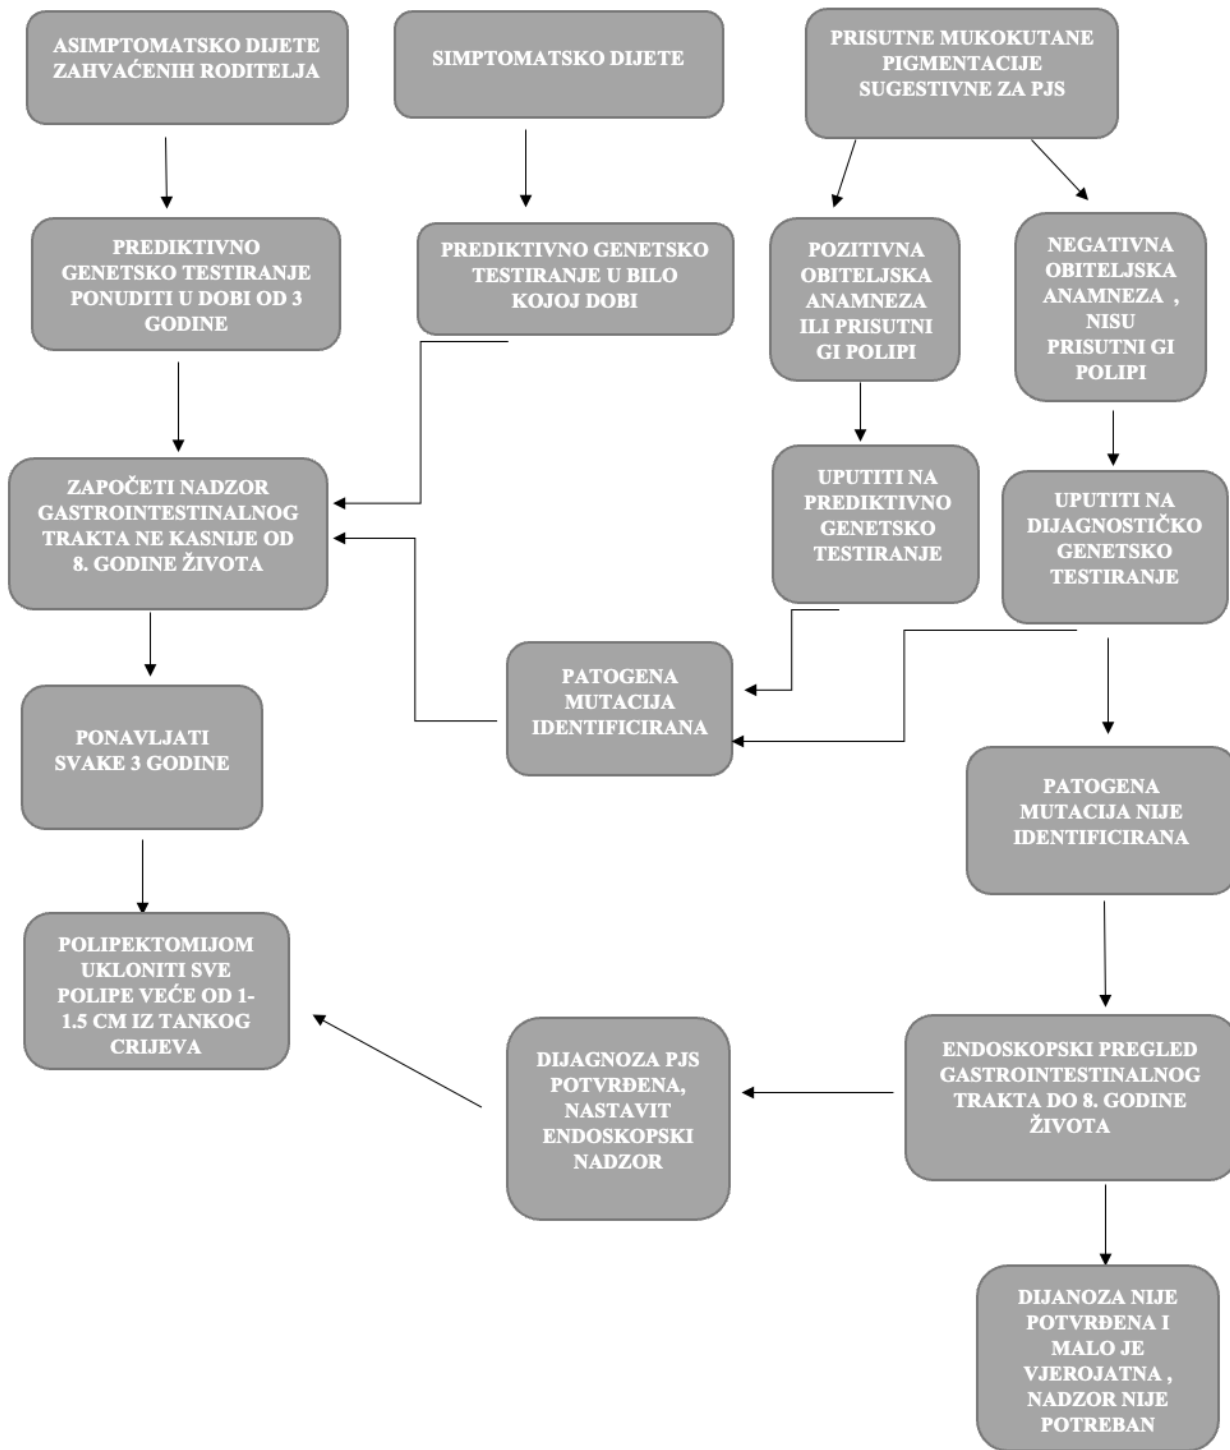 ASIMPTOMATSKO DIJETE
ZAHVAĆENIH RODITELJA
SIMPTOMATSKO DIJETE
PRISUTNE MUKOKUTANE
PIGMENTACIJE
SUGESTIVNE ZA PJS
PREDIKTIVNO
GENETSKO TESTIRANJE
PONUDITI U DOBI OD 3
GODINE
PREDIKTIVNO GENETSKO
TESTIRANJE U BILO
KOJOJ DOBI
POZITIVNA
OBITELJSKA
ANAMNEZA
ILI PRISUTNI
GI POLIPI
NEGATIVNA
OBITELJSKA
ANAMNEZA ,
NISU
PRISUTNI GI
POLIPI
ZAPOČETI NADZOR
GASTROINTESTINALNOG
TRAKTA NE KASNIJE OD
8. GODINE ŽIVOTA
UPUTITI NA
PREDIKTIVNO
GENETSKO
TESTIRANJE
UPUTITI NA
DIJAGNOSTIČKO
GENETSKO
TESTIRANJE
PATOGENA
MUTACIJA
IDENTIFICIRANA
PONAVLJATI
SVAKE 3 GODINE
PATOGENA
MUTACIJA NIJE
IDENTIFICIRANA
POLIPEKTOMIJOM
UKLONITI SVE
POLIPE VEĆE OD 1-
1.5 CM IZ TANKOG
CRIJEVA
DIJAGNOZA PJS
POTVRĐENA,
NASTAVIT
ENDOSKOPSKI
NADZOR
ENDOSKOPSKI PREGLED
GASTROINTESTINALNOG
TRAKTA DO 8. GODINE
ŽIVOTA
DIJANOZA NIJE
POTVRĐENA I
MALO JE
VJEROJATNA ,
NADZOR NIJE
POTREBAN